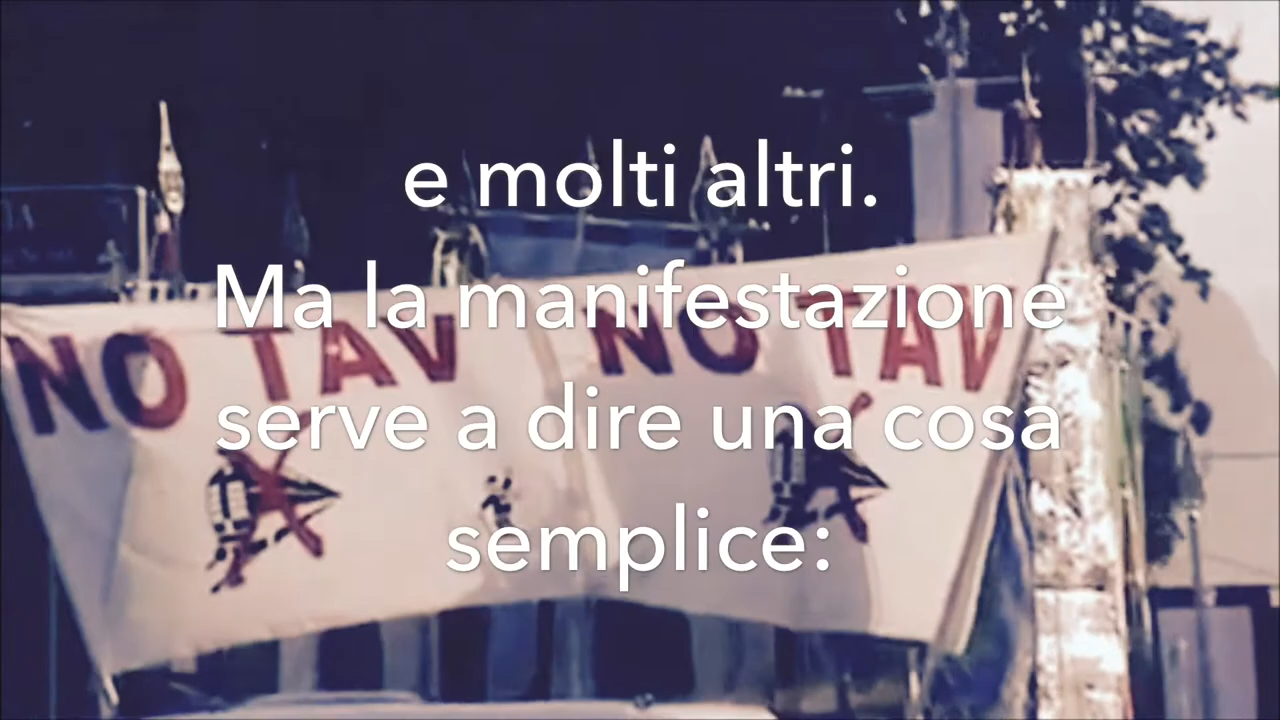 e molti altri.
Ma la manifestazione
serve a dire una cosa
semplice:
NO TAV NO TAV